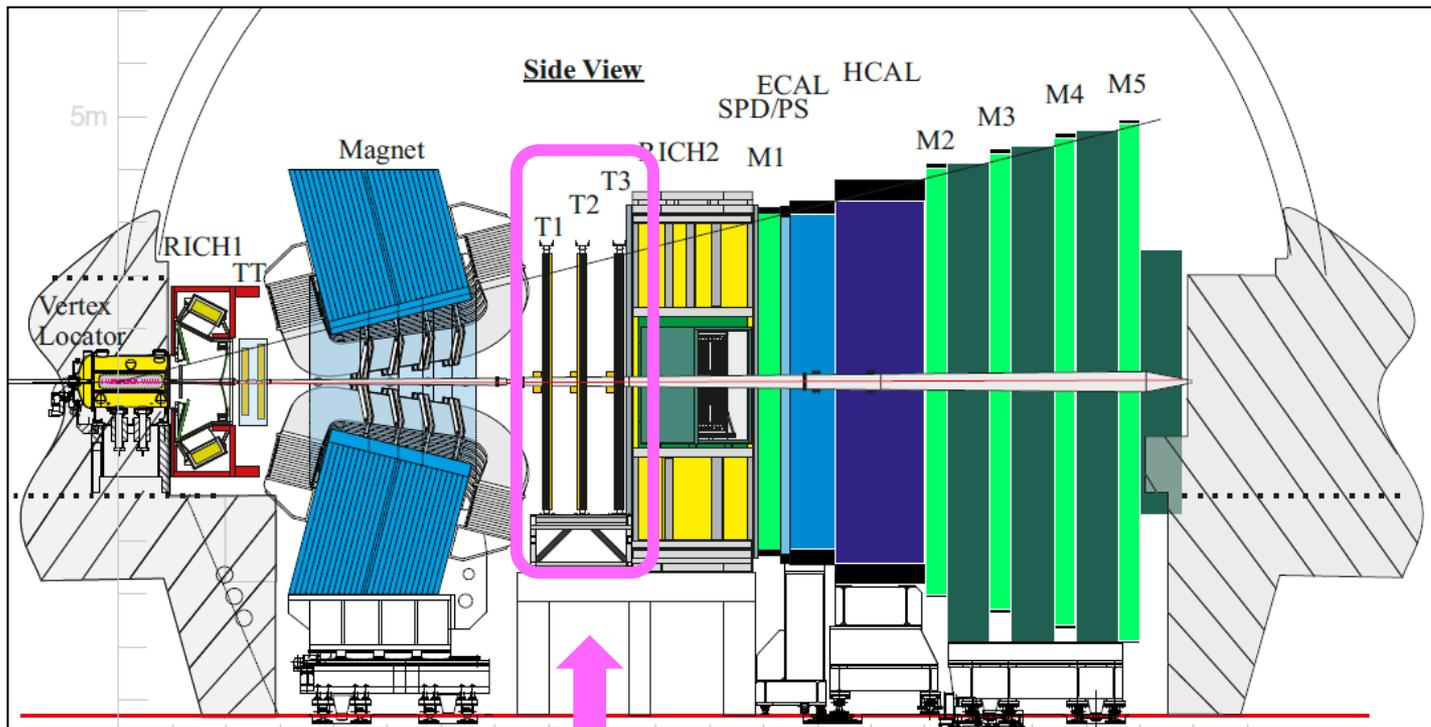 Side View
5m
Magnet
RICH1
TT
Vertex
Locator
T1
T2
T3
RICH2
M1
SPD/PS
ECAL
HCAL
M2
M3
M4
M5